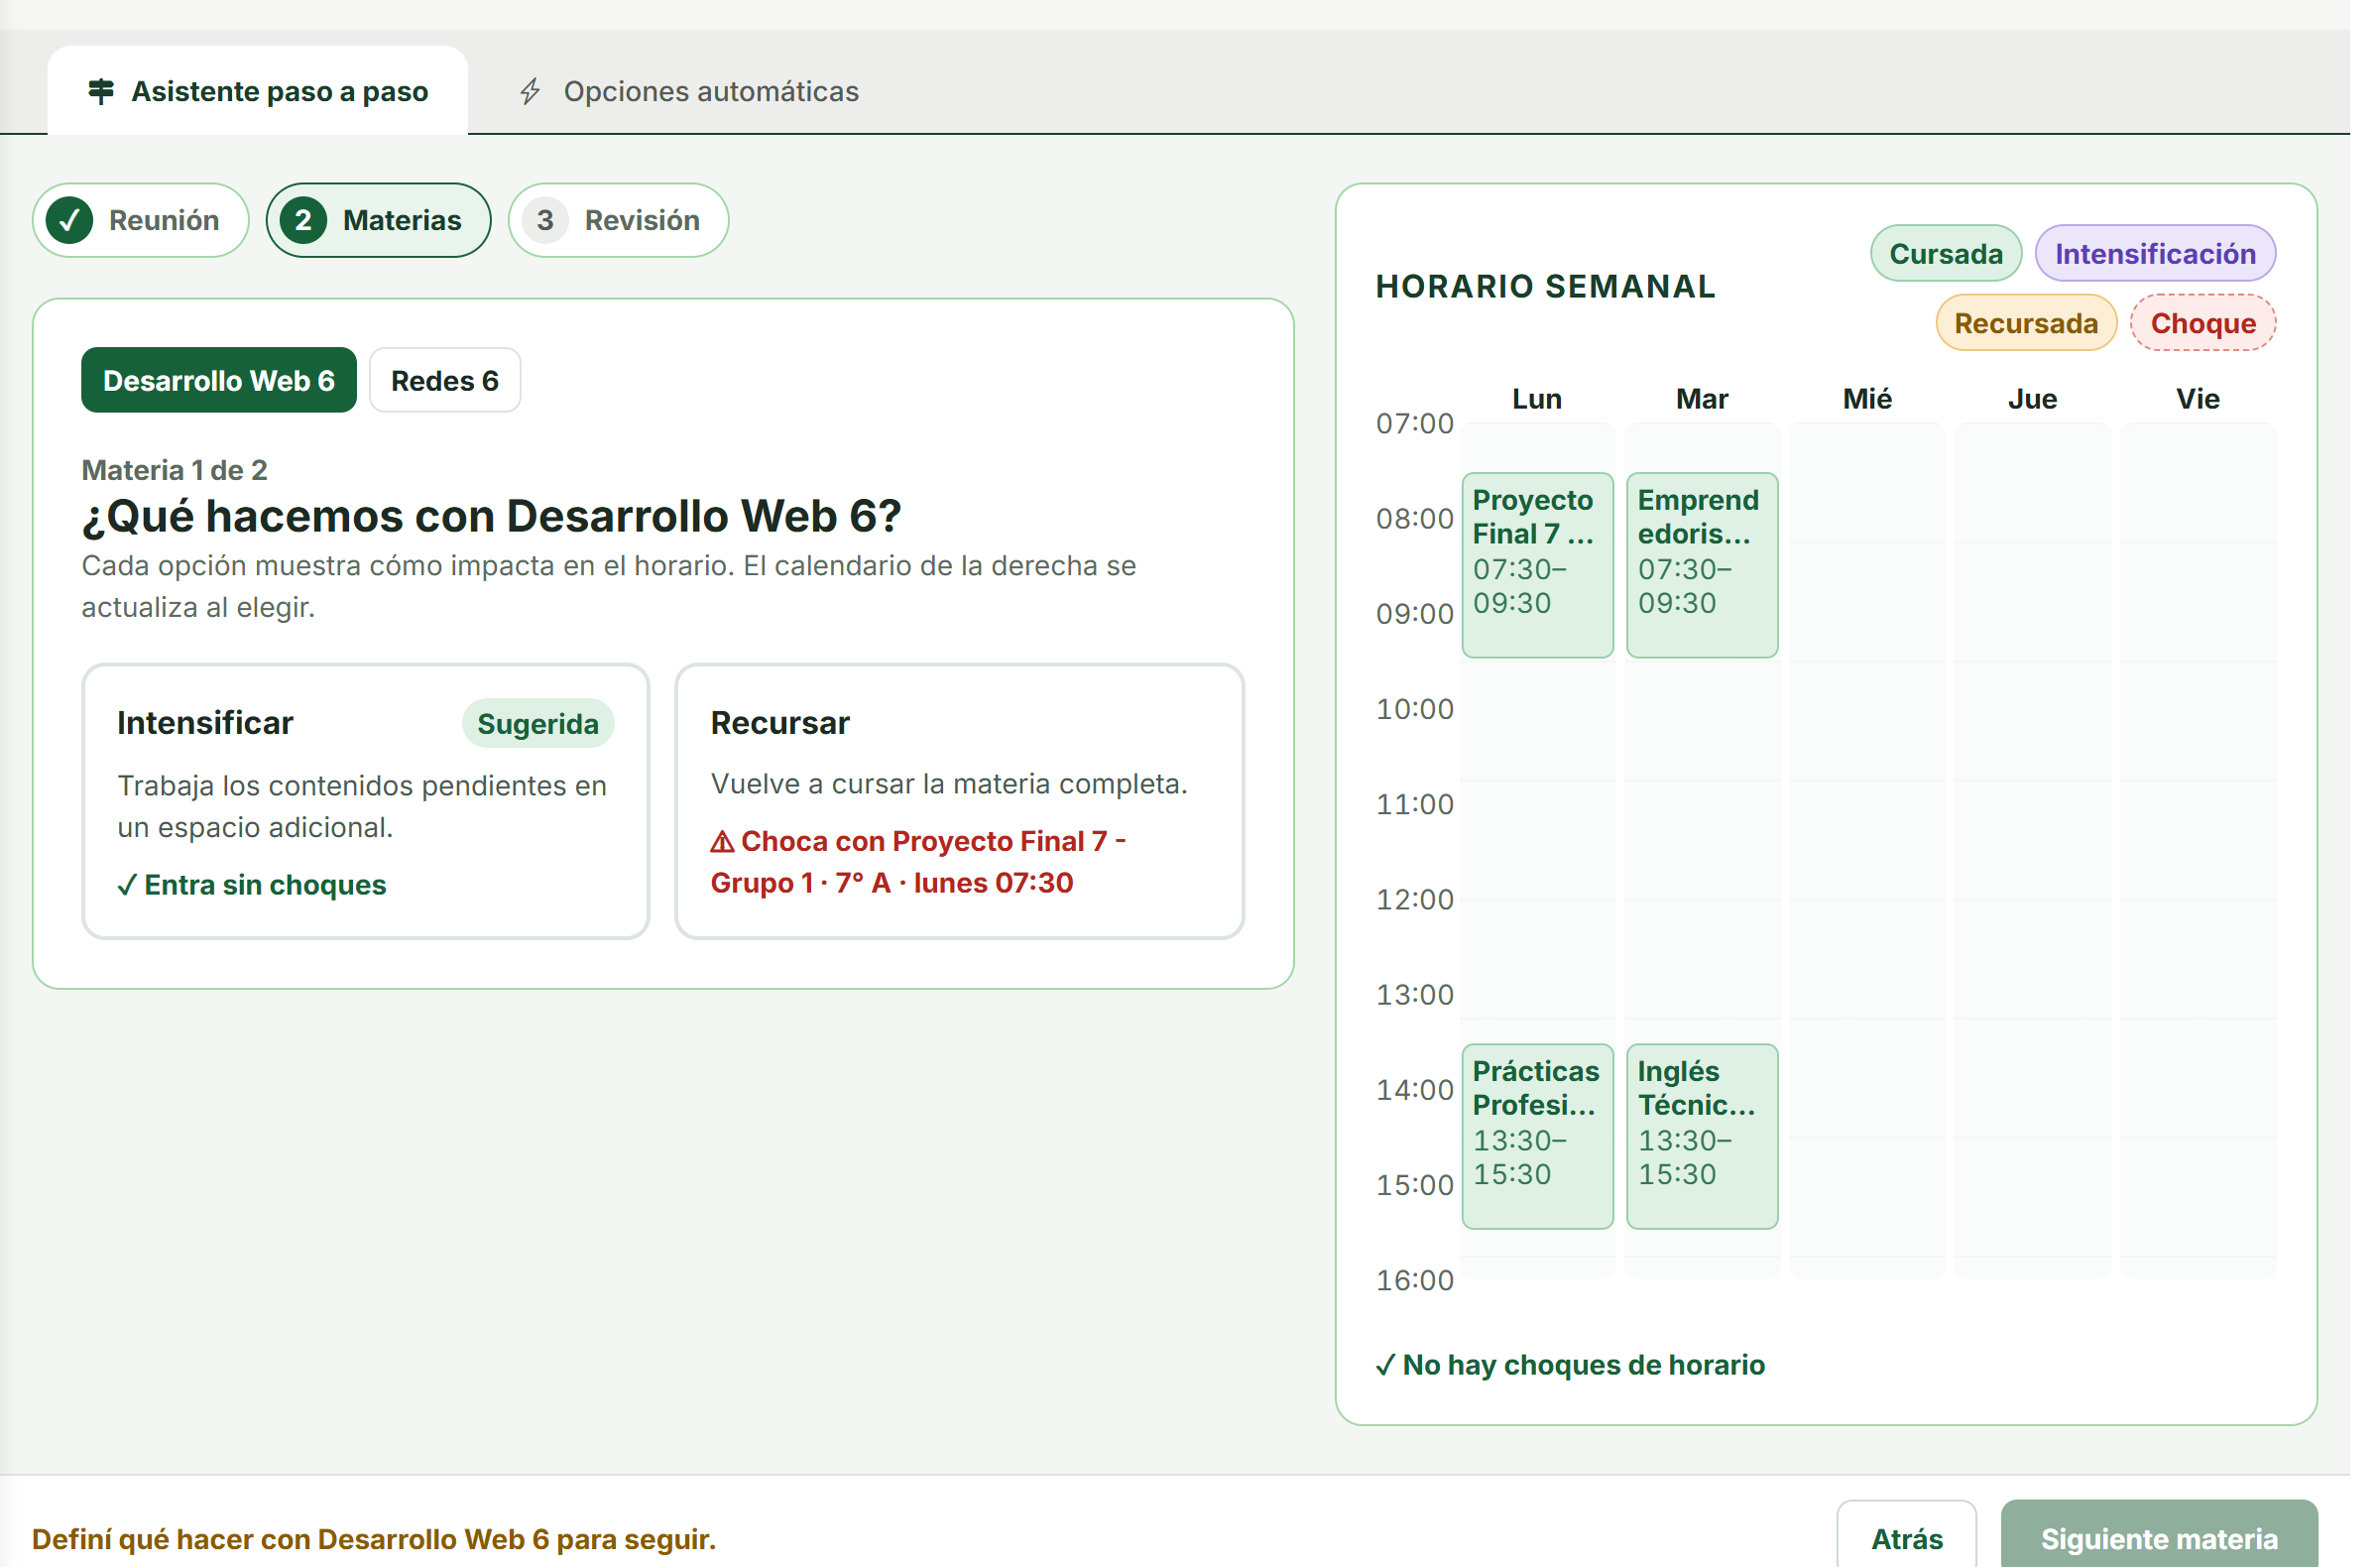 Asistente paso a paso
Opciones automáticas
Reunión
2 Materias
3 Revisión
Desarrollo Web 6
Redes 6
Materia 1 de 2
¿Qué hacemos con Desarrollo Web 6?
Cada opción muestra cómo impacta en el horario. El calendario de la derecha se
actualiza al elegir.
Intensificar
Sugerida
Trabaja los contenidos pendientes en
un espacio adicional.
✓ Entra sin choques
Recursar
Vuelve a cursar la materia completa.
⚠ Choca con Proyecto Final 7 -
Grupo 1 · 7° A · lunes 07:30
HORARIO SEMANAL
Cursada
Intensificación
Recursada
Choque
Lun
Mar
Mié
Jue
Vie
07:00
08:00
09:00
10:00
11:00
12:00
13:00
14:00
15:00
16:00
Proyecto
Final 7 ...
07:30–
09:30
Emprend
edoris...
07:30–
09:30
Prácticas
Profesi...
13:30–
15:30
Inglés
Técnic...
13:30–
15:30
✓ No hay choques de horario
Definí qué hacer con Desarrollo Web 6 para seguir.
Atrás
Siguiente materia